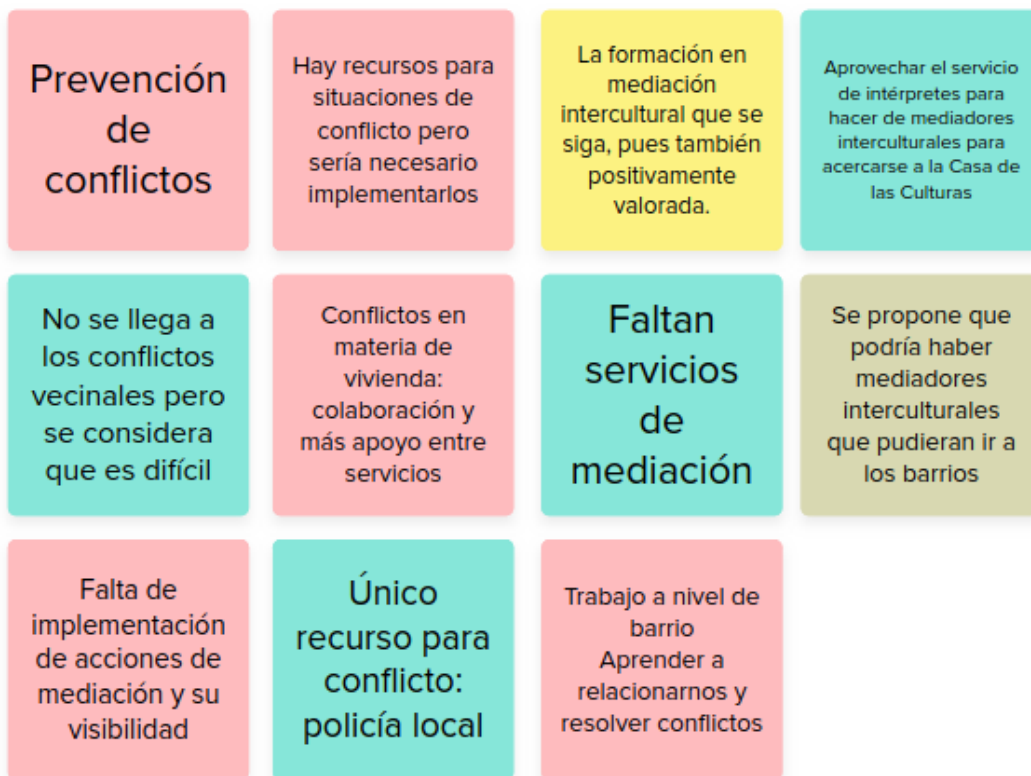 Prevención
de
conflictos
Hay recursos para
situaciones de
conflicto pero
sería necesario
implementarlos
La formación en
mediación
intercultural que se
siga, pues también
positivamente
valorada.
Aprovechar el servicio
de intérpretes para
hacer de mediadores
interculturales para
acercarse a la Casa de
las Culturas
No se llega a
los conflictos
vecinales pero
se considera
que es difícil
Conflictos en
materia de
vivienda:
colaboración y
más apoyo entre
servicios
Faltan
servicios
de
mediación
Se propone que
podría haber
mediadores
interculturales
que pudieran ir a
los barrios
Falta de
implementación
de acciones de
mediación y su
visibilidad
Único
recurso para
conflicto:
policía local
Trabajo a nivel de
barrio
Aprender a
relacionarnos y
resolver conflictos